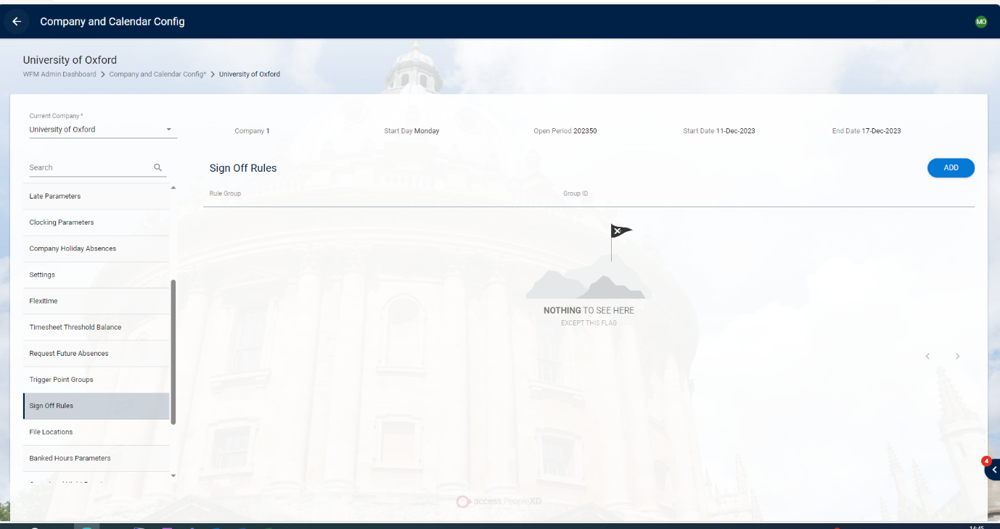 Company and Calendar Config
MO
University of Oxford
WFM Admin Dashboard > Company and Calendar Config* > University of Oxford
Current Company *
University of Oxford
Company 1
Start Day Monday
Open Period 202350
Start Date 11-Dec-2023
End Date 17-Dec-2023
Search
Sign Off Rules
ADD
Rule Group
Group ID
Late Parameters
Clocking Parameters
Company Holiday Absences
Settings
Flexitime
Timesheet Threshold Balance
Request Future Absences
Trigger Point Groups
Sign Off Rules
File Locations
Banked Hours Parameters
NOTHING TO SEE HERE
EXCEPT THIS FLAG
4
access PeopleXD
14:45